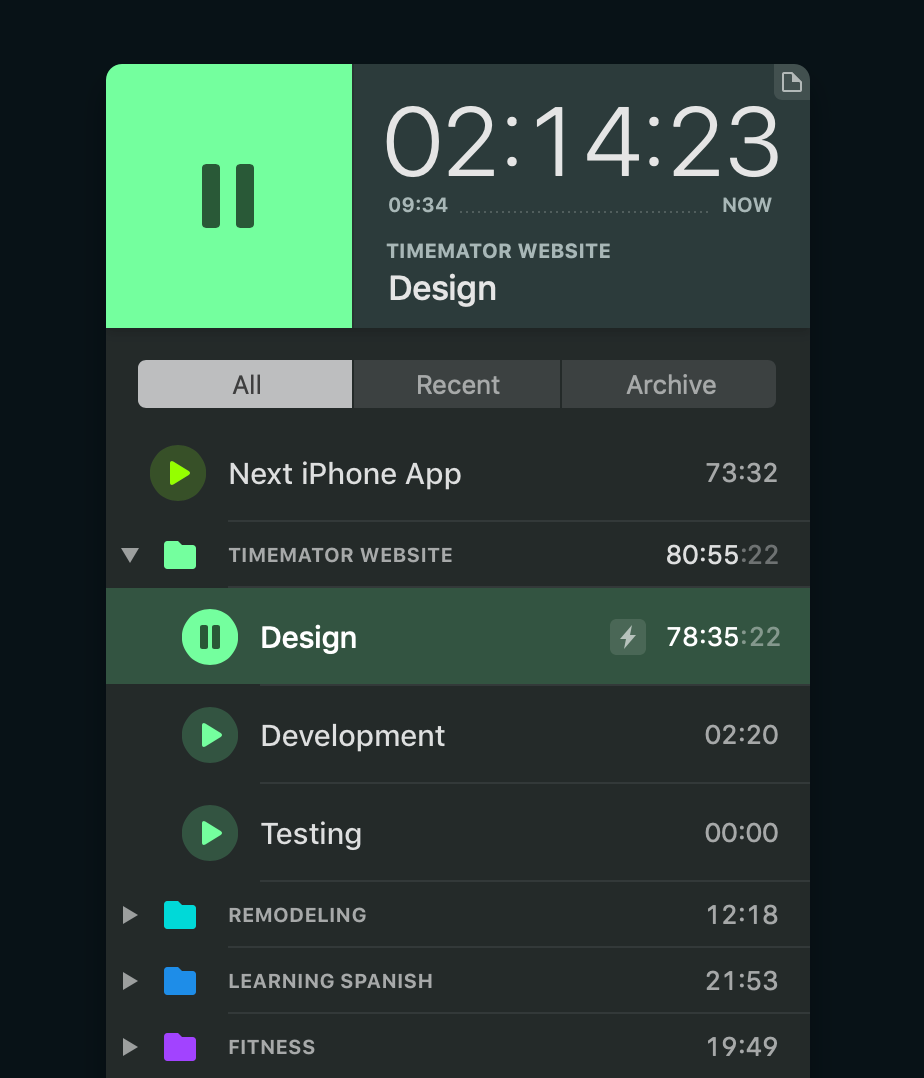 02:14:23
09:34 NOW
TIMEMATOR WEBSITE
Design
All Recent Archive
Next iPhone App 73:32
TIMEMATOR WEBSITE 80:55:22
Design 78:35:22
Development 02:20
Testing 00:00
REMODELING 12:18
LEARNING SPANISH 21:53
FITNESS 19:49